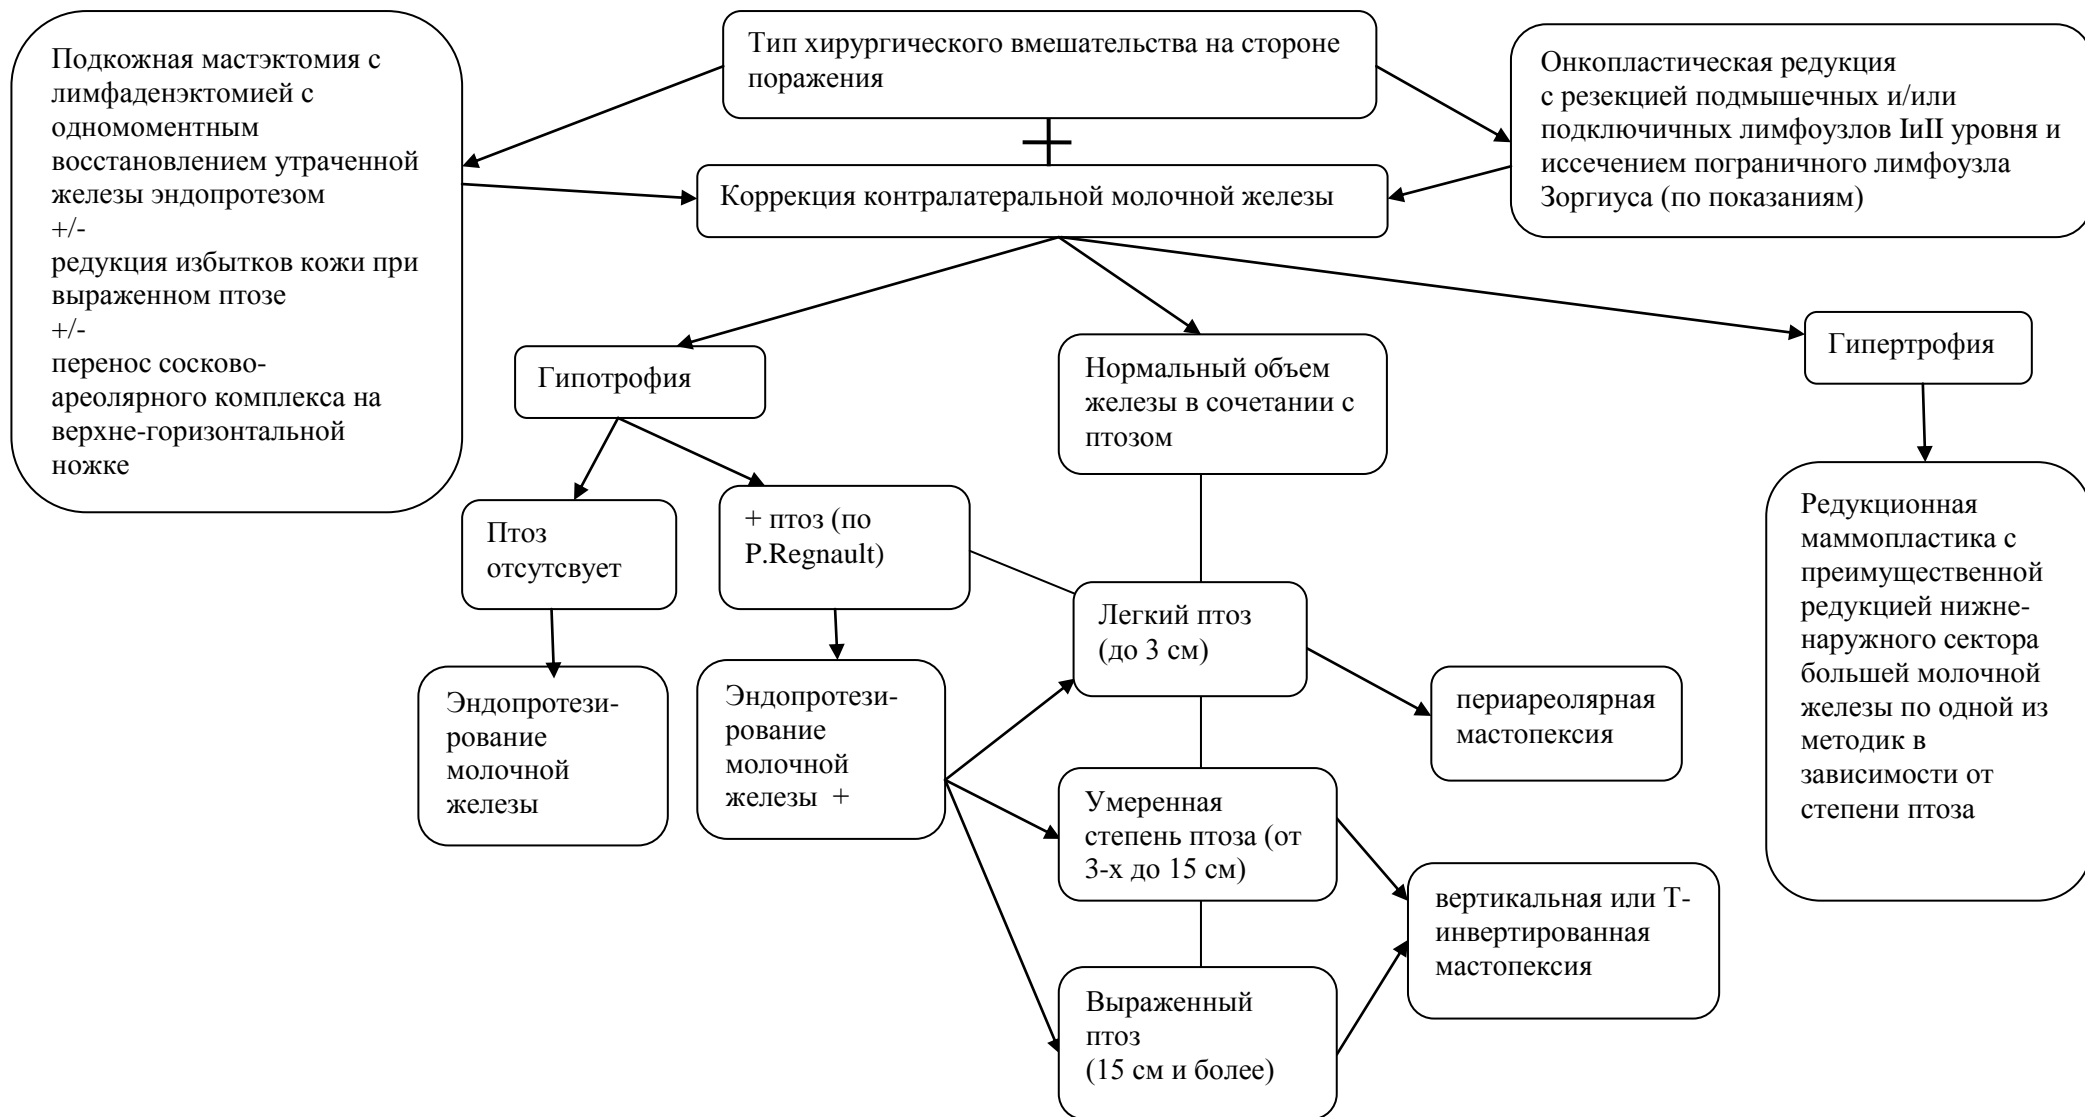 Подкожная мастэктомия с
лимфаденэктомией с
одномоментным
восстановлением утраченной
железы эндопротезом
+/-
редукция избытков кожи при
выраженном птозе
+/-
перенос сосково-
ареолярного комплекса на
верхне-горизонтальной
ножке
Тип хирургического вмешательства на стороне
поражения
Онкопластическая редукция
с резекцией подмышечных и/или
подключичных лимфоузлов IиII уровня и
иссечением пограничного лимфоузла
Зоргиуса (по показаниям)
Коррекция контралатеральной молочной железы
Гипотрофия
Нормальный объем
железы в сочетании с
птозом
Гипертрофия
Птоз
отсутсвует
+ птоз (по
P.Regnault)
Легкий птоз
(до 3 см)
Эндопротези-
рование
молочной
железы
Эндопротези-
рование
молочной
железы +
периареолярная
мастопексия
Умеренная
степень птоза (от
3-х до 15 см)
вертикальная или Т-
инвертированная
мастопексия
Выраженный
птоз
(15 см и более)
Редукционная
маммопластика с
преимущественной
редукцией нижне-
наружного сектора
большей молочной
железы по одной из
методик в
зависимости от
степени птоза